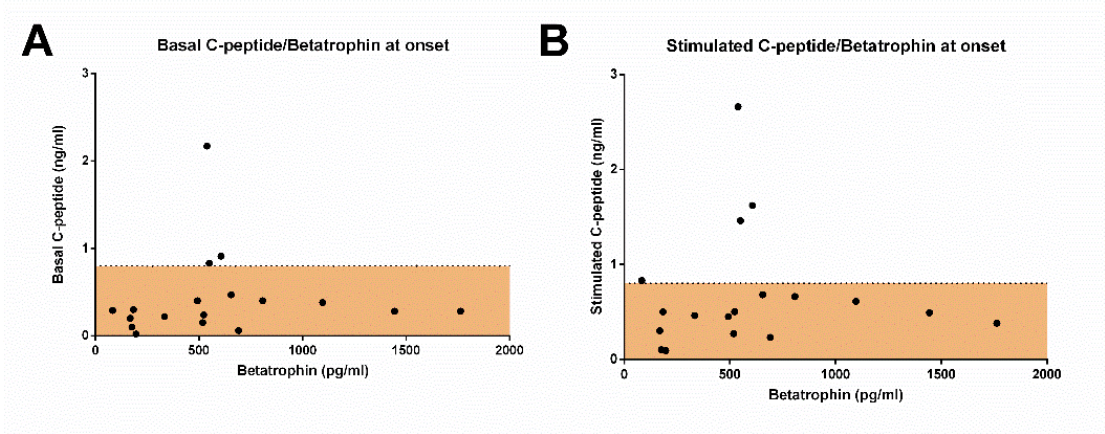 A
Basal C-peptide/Betatrophin at onset
3
2
1
0
Basal C-peptide (ng/ml)
0 500 1000 1500 2000
Betatrophin (pg/ml)
B
Stimulated C-peptide/Betatrophin at onset
3
2
1
0
Stimulated C-peptide (ng/ml)
0 500 1000 1500 2000
Betatrophin (pg/ml)